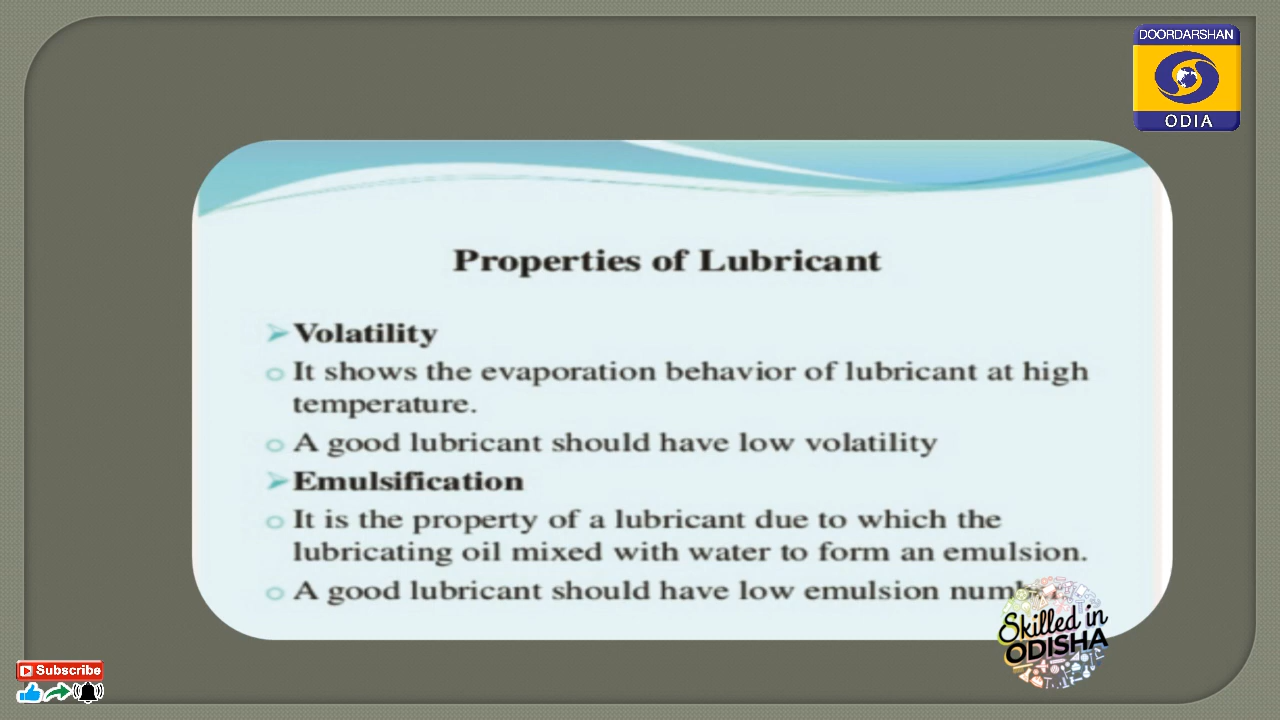 DOORDARSHAN
ODIA
Properties of Lubricant
Volatility
It shows the evaporation behavior of lubricant at high
temperature.
A good lubricant should have low volatility
Emulsification
It is the property of a lubricant due to which the
lubricating oil mixed with water to form an emulsion.
A good lubricant should have low emulsion number
Skilled in
ODISHA
Subscribe